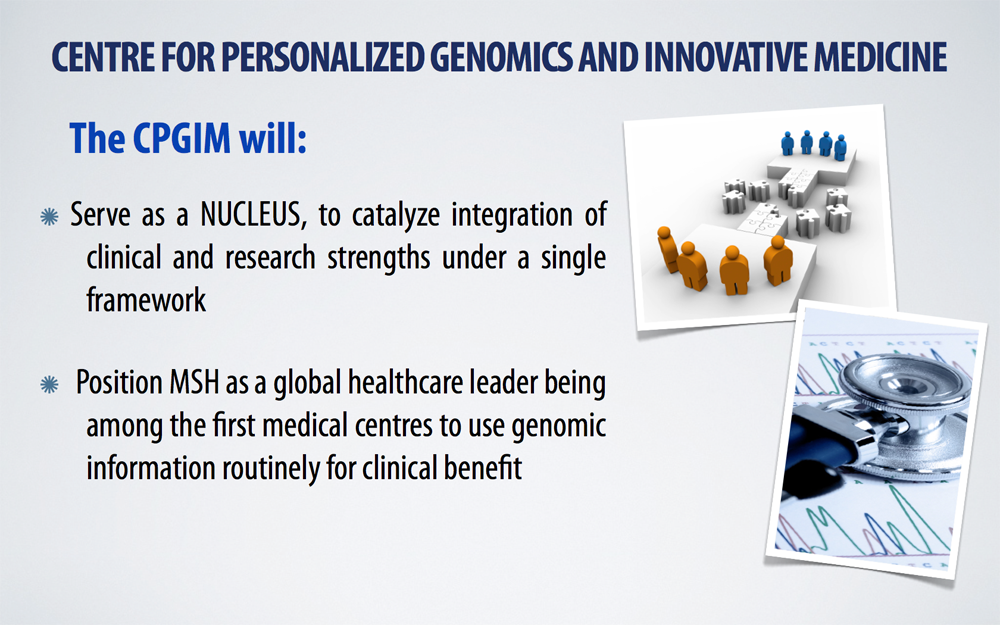 CENTRE FOR PERSONALIZED GENOMICS AND INNOVATIVE MEDICINE
The CPGIM will:
Serve as a NUCLEUS, to catalyze integration of
clinical and research strengths under a single
framework
Position MSH as a global healthcare leader being
among the first medical centres to use genomic
information routinely for clinical benefit
A C T C T
A C T C T